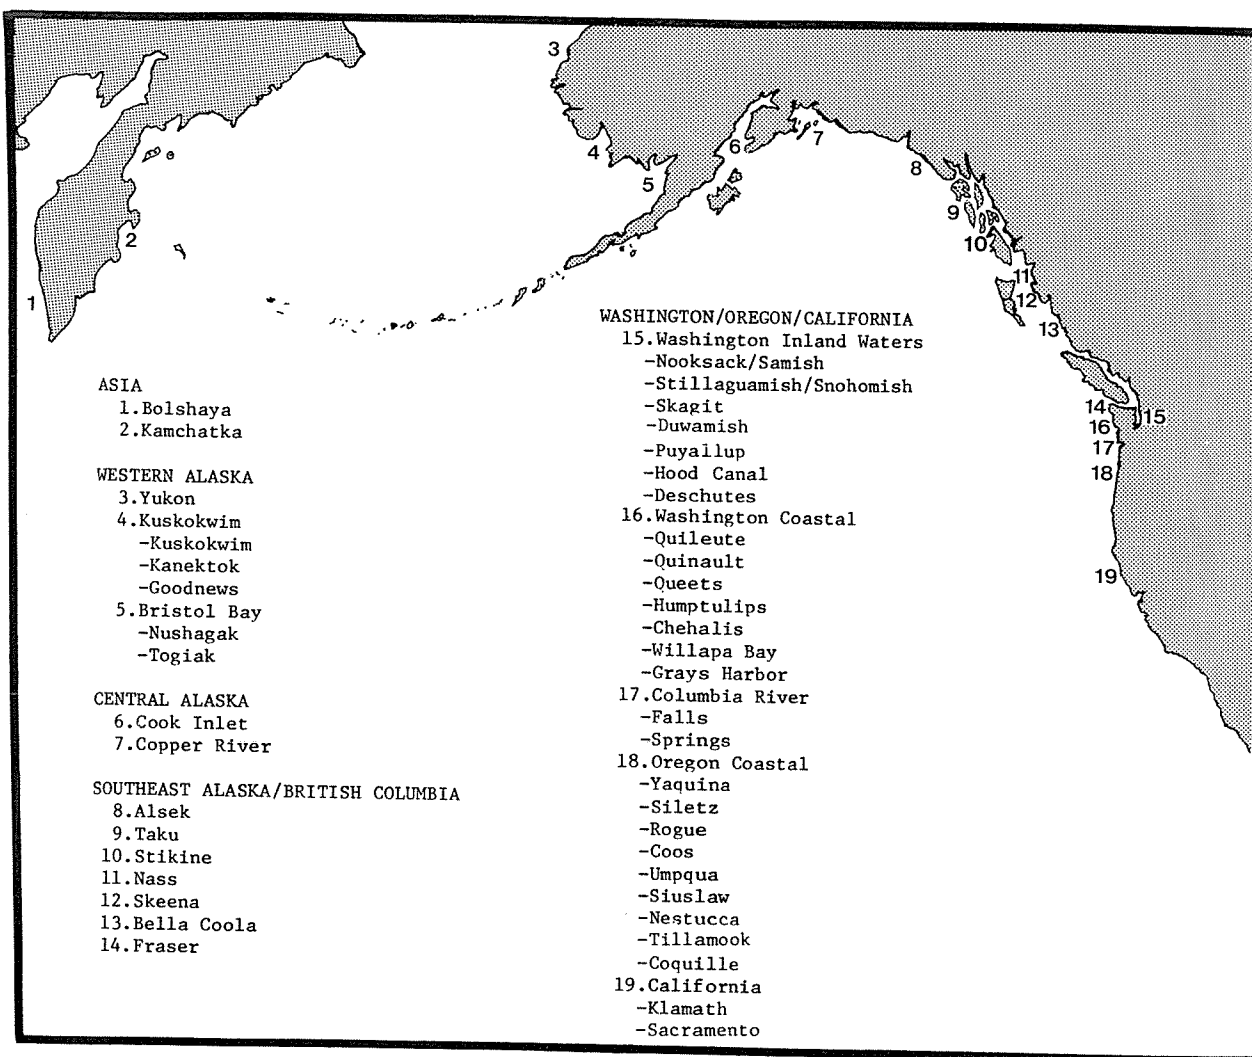 3
4
5
6
7
8
9
10
11
12
13
14
15
16
17
18
19
2
1
ASIA
1.Bolshaya
2.Kamchatka
WESTERN ALASKA
3.Yukon
4.Kuskokwim
-Kuskokwim
-Kanektok
-Goodnews
5.Bristol Bay
-Nushagak
-Togiak
CENTRAL ALASKA
6.Cook Inlet
7.Copper River
SOUTHEAST ALASKA/BRITISH COLUMBIA
8.Alsek
9.Taku
10.Stikine
11.Nass
12.Skeena
13.Bella Coola
14.Fraser
WASHINGTON/OREGON/CALIFORNIA
15.Washington Inland Waters
-Nooksack/Samish
-Stillaguamish/Snohomish
-Skagit
-Duwamish
-Puyallup
-Hood Canal
-Deschutes
16.Washington Coastal
-Quileute
-Quinault
-Queets
-Humptulips
-Chehalis
-Willapa Bay
-Grays Harbor
17.Columbia River
-Falls
-Springs
18.Oregon Coastal
-Yaquina
-Siletz
-Rogue
-Coos
-Umpqua
-Siuslaw
-Nestucca
-Tillamook
-Coquille
19.California
-Klamath
-Sacramento